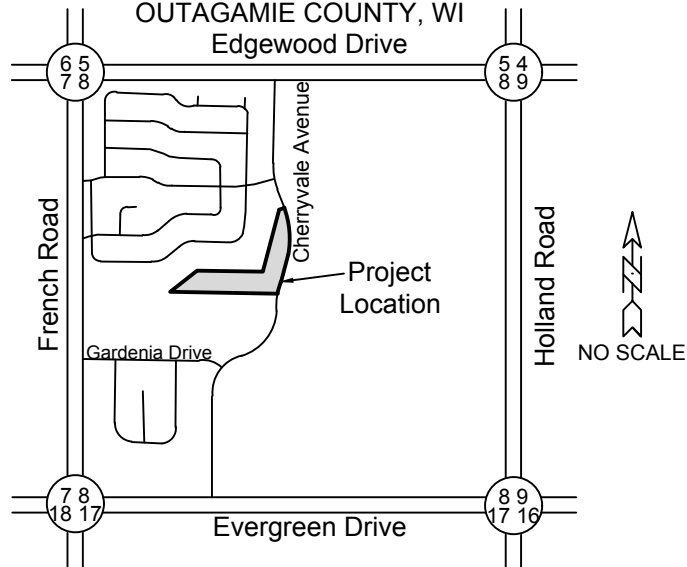 OUTAGAMIE COUNTY, WI
Edgewood Drive
6 5
7 8
5 4
8 9
Cherryvale Avenue
French Road
Project
Location
Holland Road
N
NO SCALE
Gardenia Drive
7 8
18 17
8 9
17 16
Evergreen Drive